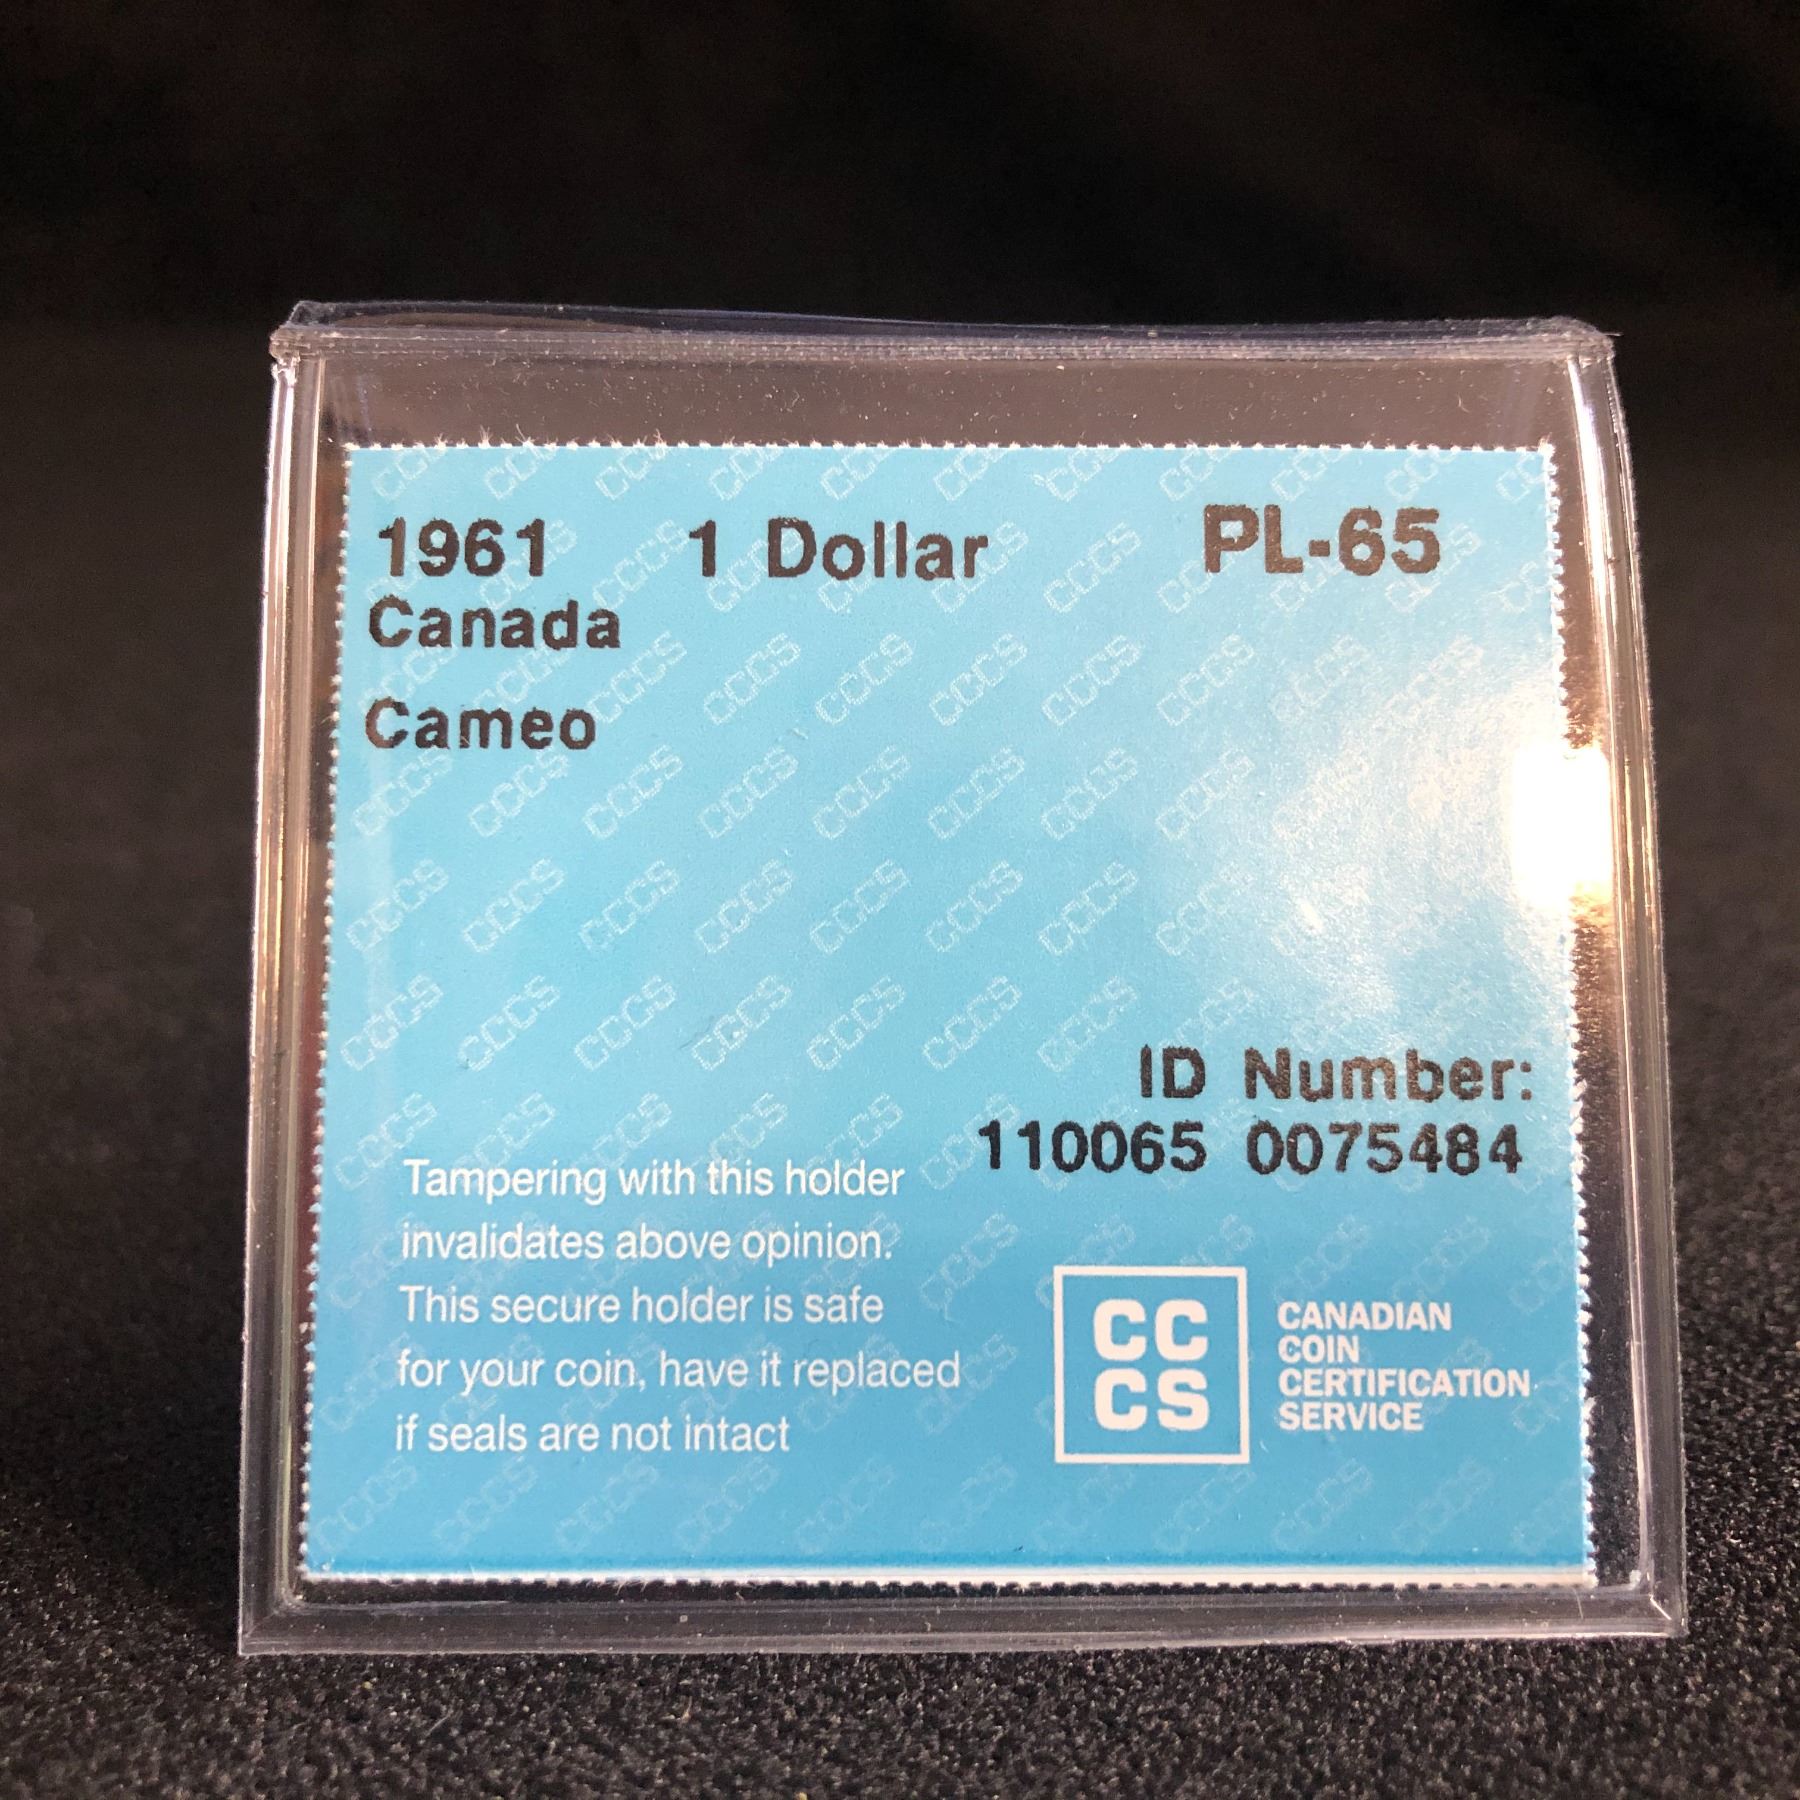 1961 1 Dollar PL-65
Canada
Cameo
ID Number:
110065 0075484
Tampering with this holder
invalidates above opinion.
This secure holder is safe
for your coin, have it replaced
if seals are not intact
CC
CS
CANADIAN
COIN
CERTIFICATION
SERVICE